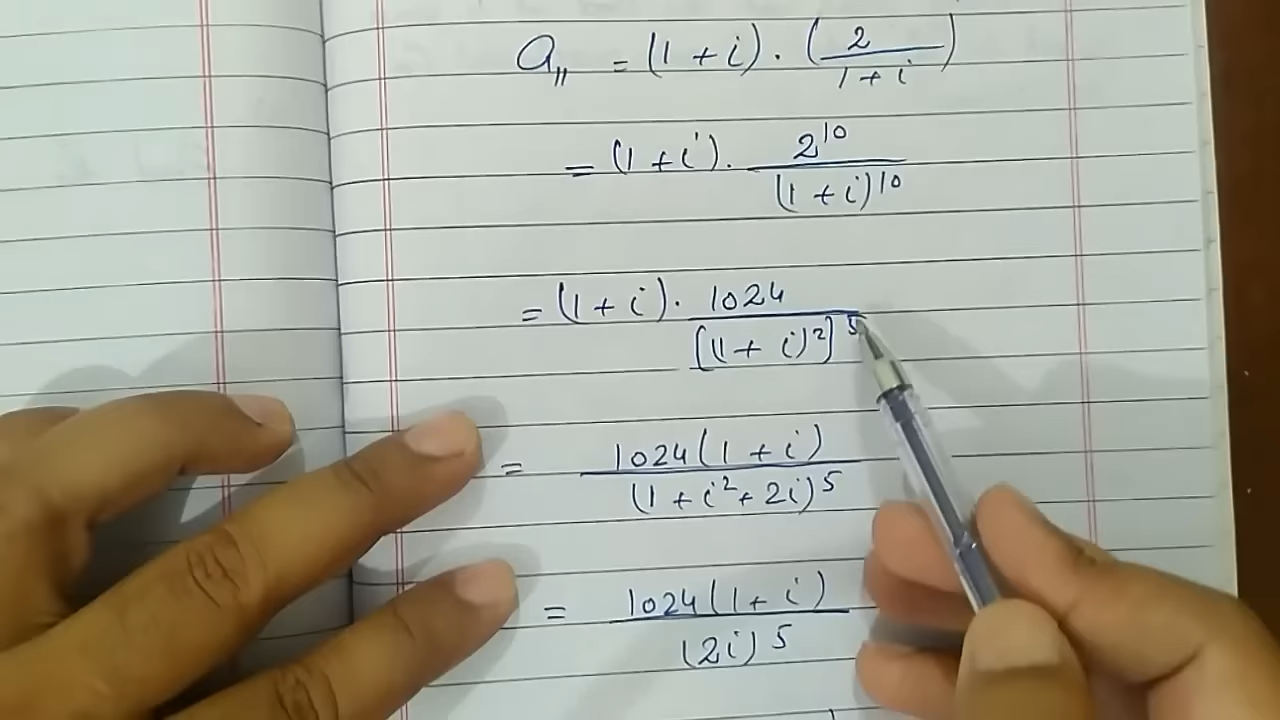 a₁₁ = (1 + i) · (2 / 1 + i)
= (1 + i) · 2¹⁰ / (1 + i)¹⁰
= (1 + i) · 1024 / [(1 + i)²]⁵
= 1024(1 + i) / (1 + i² + 2i)⁵
= 1024(1 + i) / (2i)⁵